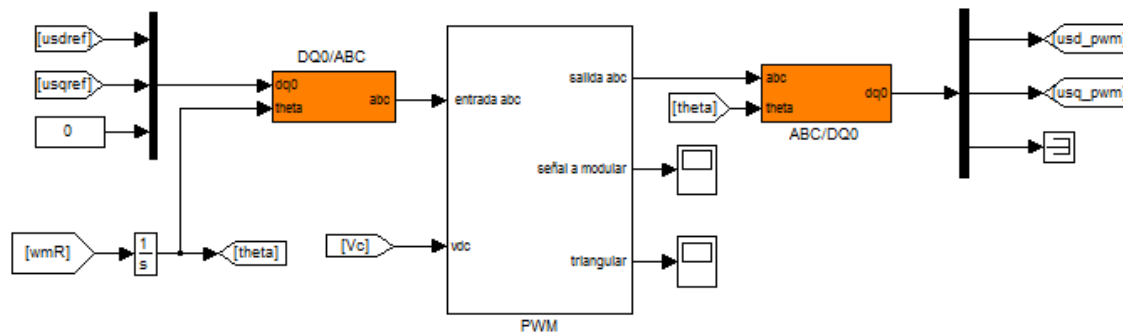 [usdref]
[usqref]
0
[wmR]
1
s
[theta]
DQ0/ABC
dq0
theta
abc
[Vc]
entrada abc
vdc
salida abc
señal a modular
triangular
PWM
[theta]
abc
theta
dq0
ABC/DQ0
[usd_pwm]
[usq_pwm]